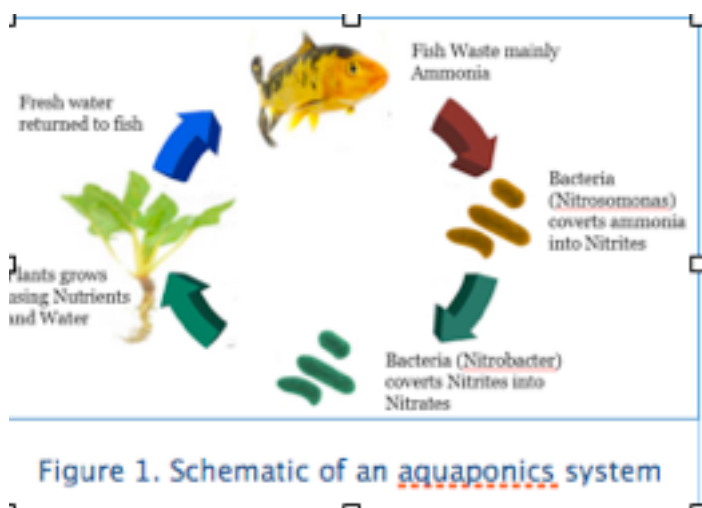 Fish Waste mainly
Ammonia
Fresh water
returned to fish
Bacteria
(Nitrosomonas)
coverts ammonia
into Nitrites
Plants grows
using Nutrients
and Water
Bacteria (Nitrobacter)
coverts Nitrites into
Nitrates
Figure 1. Schematic of an aquaponics system